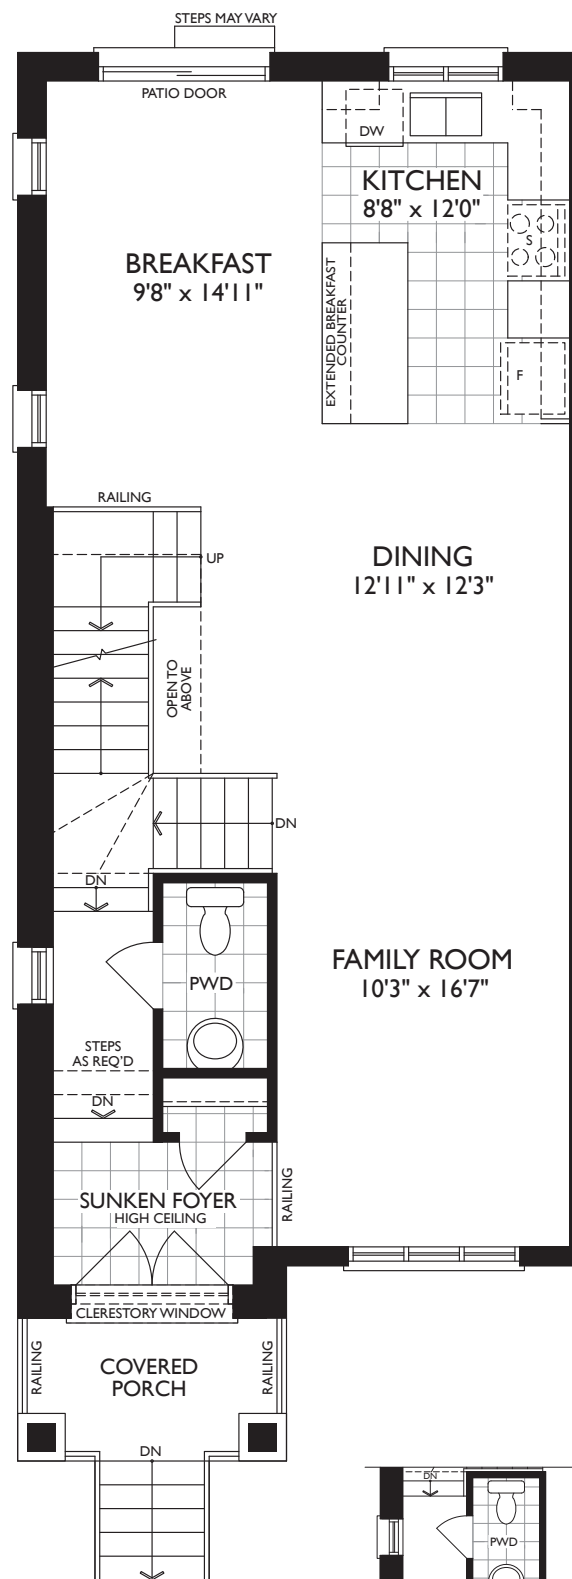 STEPS MAY VARY
PATIO DOOR
DW
KITCHEN
8'8" x 12'0"
S
BREAKFAST
9'8" x 14'11"
EXTENDED BREAKFAST
COUNTER
F
RAILING
UP
DINING
12'11" x 12'3"
OPEN TO
ABOVE
DN
DN
FAMILY ROOM
10'3" x 16'7"
PWD
STEPS
AS REQ'D
DN
SUNKEN FOYER
HIGH CEILING
RAILING
CLERESTORY WINDOW
RAILING
COVERED
PORCH
RAILING
DN
DN
PWD